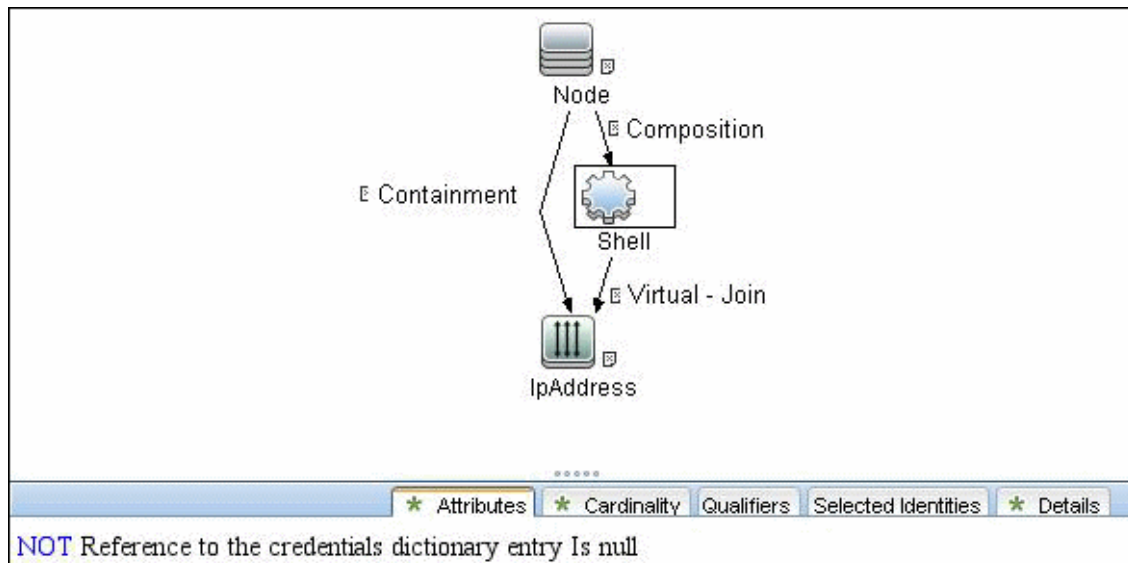 Node
Composition
Containment
Shell
Virtual - Join
IpAddress
* Attributes * Cardinality Qualifiers Selected Identities * Details
NOT Reference to the credentials dictionary entry Is null